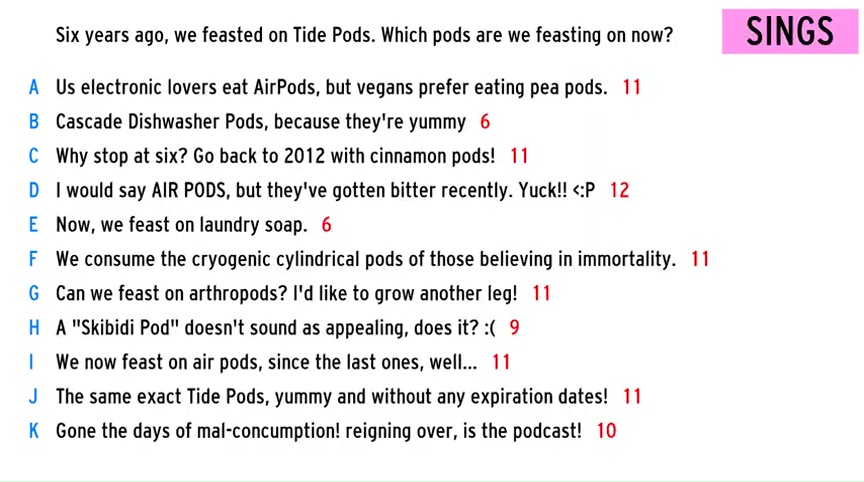 Six years ago, we feasted on Tide Pods. Which pods are we feasting on now?
SINGS
A Us electronic lovers eat AirPods, but vegans prefer eating pea pods. 11
B Cascade Dishwasher Pods, because they're yummy 6
C Why stop at six? Go back to 2012 with cinnamon pods! 11
D I would say AIR PODS, but they've gotten bitter recently. Yuck!! <:P 12
E Now, we feast on laundry soap. 6
F We consume the cryogenic cylindrical pods of those believing in immortality. 11
G Can we feast on arthropods? I'd like to grow another leg! 11
H A "Skibidi Pod" doesn't sound as appealing, does it? :( 9
I We now feast on air pods, since the last ones, well... 11
J The same exact Tide Pods, yummy and without any expiration dates! 11
K Gone the days of mal-concumption! reigning over, is the podcast! 10